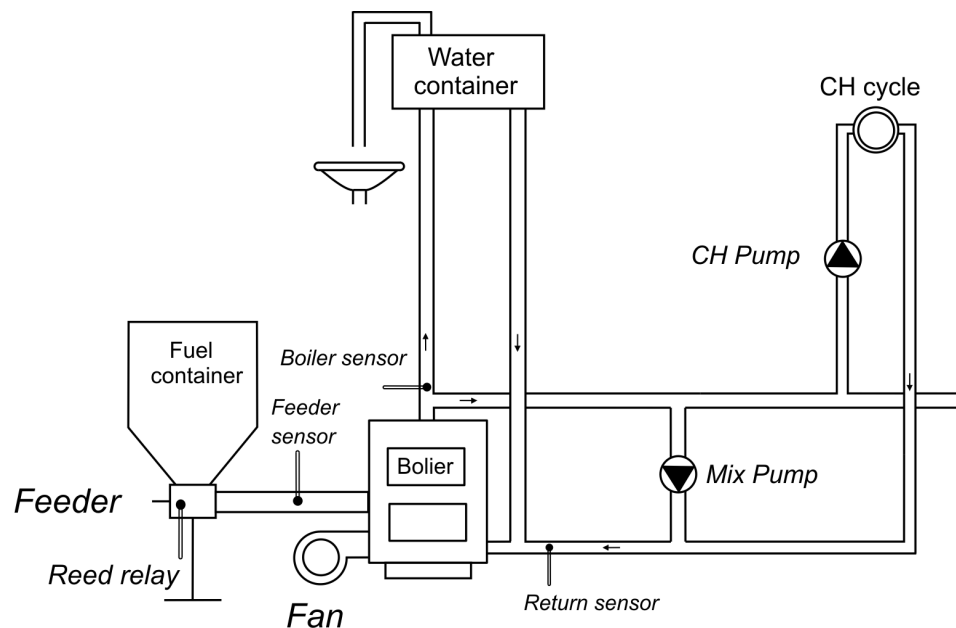 Water
container
CH cycle
CH Pump
Fuel
container
Boiler sensor
Feeder
sensor
Bolier
Mix Pump
Feeder
Reed relay
Fan
Return sensor